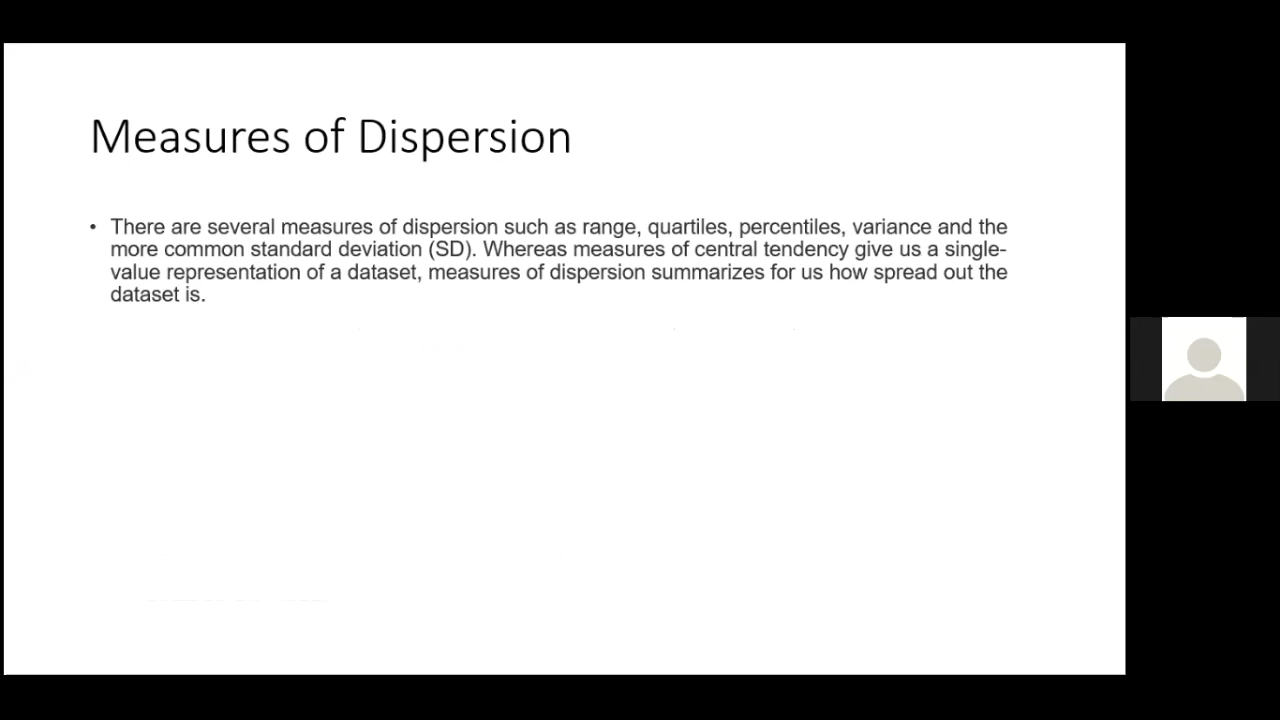 Measures of Dispersion
• There are several measures of dispersion such as range, quartiles, percentiles, variance and the
more common standard deviation (SD). Whereas measures of central tendency give us a single-
value representation of a dataset, measures of dispersion summarizes for us how spread out the
dataset is.